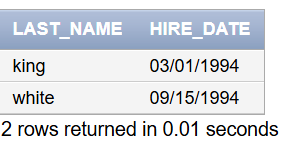 LAST_NAME HIRE_DATE
king 03/01/1994
white 09/15/1994
2 rows returned in 0.01 seconds